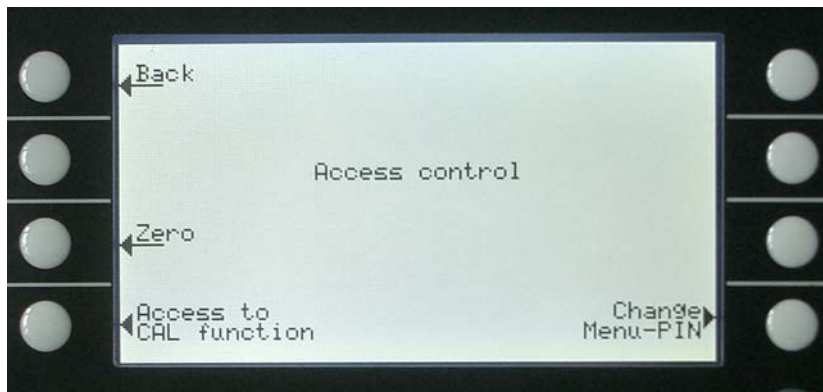 Back
Access control
Zero
Access to
CAL function
Change
Menu-PIN